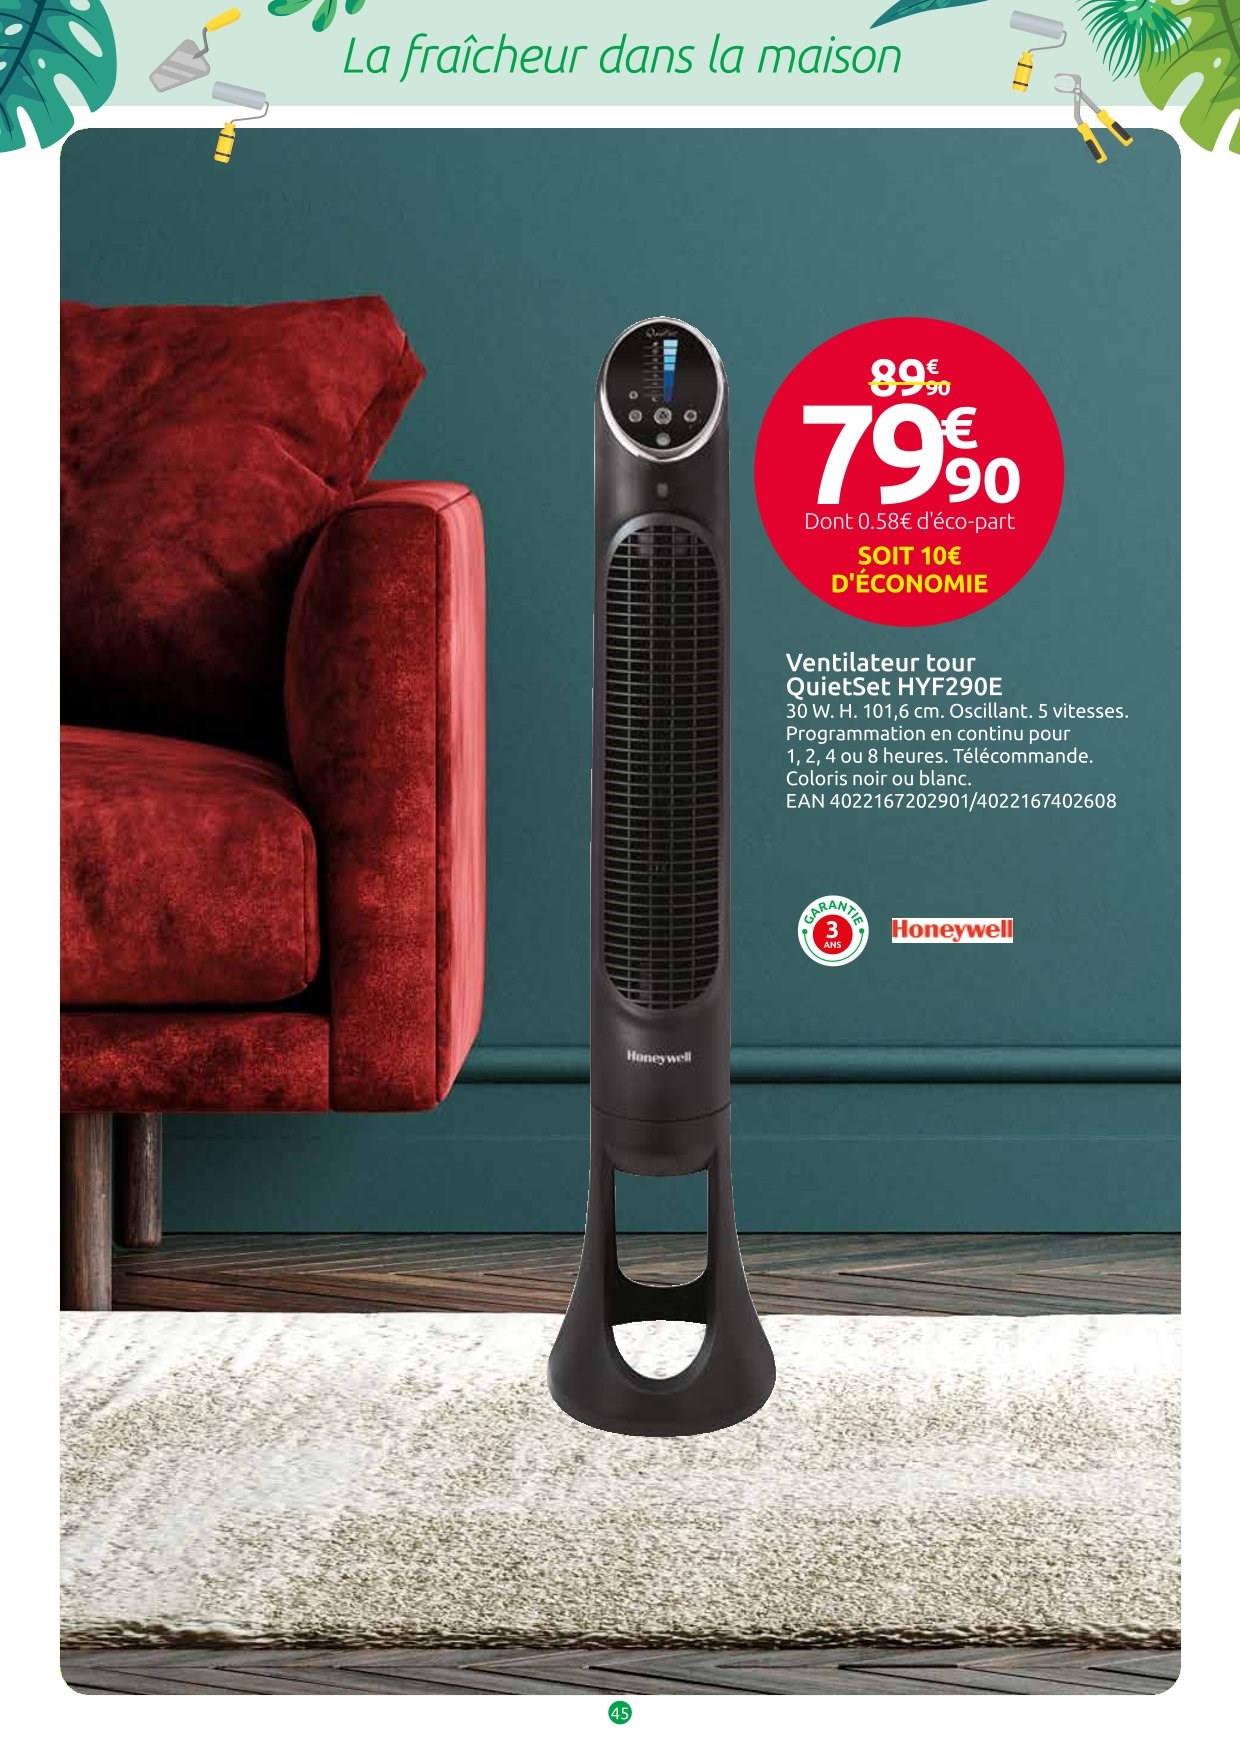 La fraîcheur dans la maison
QuietSet
89€90
79€90
Dont 0.58€ d'éco-part
SOIT 10€
D'ÉCONOMIE
Ventilateur tour
QuietSet HYF290E
30 W. H. 101,6 cm. Oscillant. 5 vitesses.
Programmation en continu pour
1, 2, 4 ou 8 heures. Télécommande.
Coloris noir ou blanc.
EAN 4022167202901/4022167402608
GARANTIE
3
ANS
Honeywell
Honeywell
45